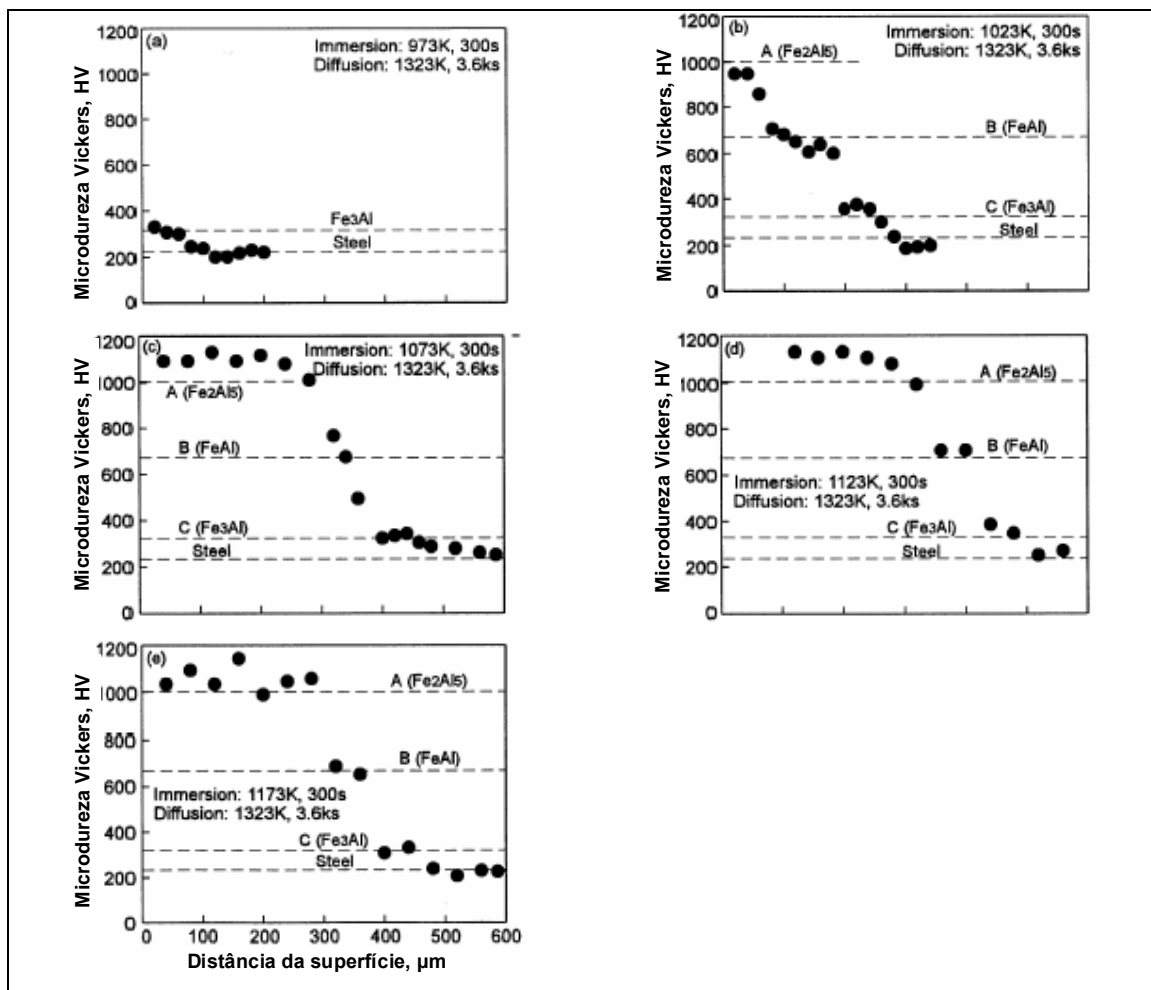 (a)
Immersion: 973K, 300s
Diffusion: 1323K, 3.6ks
Microdureza Vickers, HV
1200
1000
800
600
400
200
0
Fe3Al
Steel
(b)
A (Fe2Al5)
Immersion: 1023K, 300s
Diffusion: 1323K, 3.6ks
Microdureza Vickers, HV
1200
1000
800
600
400
200
0
B (FeAl)
C (Fe3Al)
Steel
(c)
Immersion: 1073K, 300s
Diffusion: 1323K, 3.6ks
Microdureza Vickers, HV
1200
1000
800
600
400
200
0
A (Fe2Al5)
B (FeAl)
C (Fe3Al)
Steel
(d)
Microdureza Vickers, HV
1200
1000
800
600
400
200
0
A (Fe2Al5)
B (FeAl)
Immersion: 1123K, 300s
Diffusion: 1323K, 3.6ks
C (Fe3Al)
Steel
(e)
Microdureza Vickers, HV
1200
1000
800
600
400
200
0
A (Fe2Al5)
B (FeAl)
Immersion: 1173K, 300s
Diffusion: 1323K, 3.6ks
C (Fe3Al)
Steel
0 100 200 300 400 500 600
Distância da superfície, µm